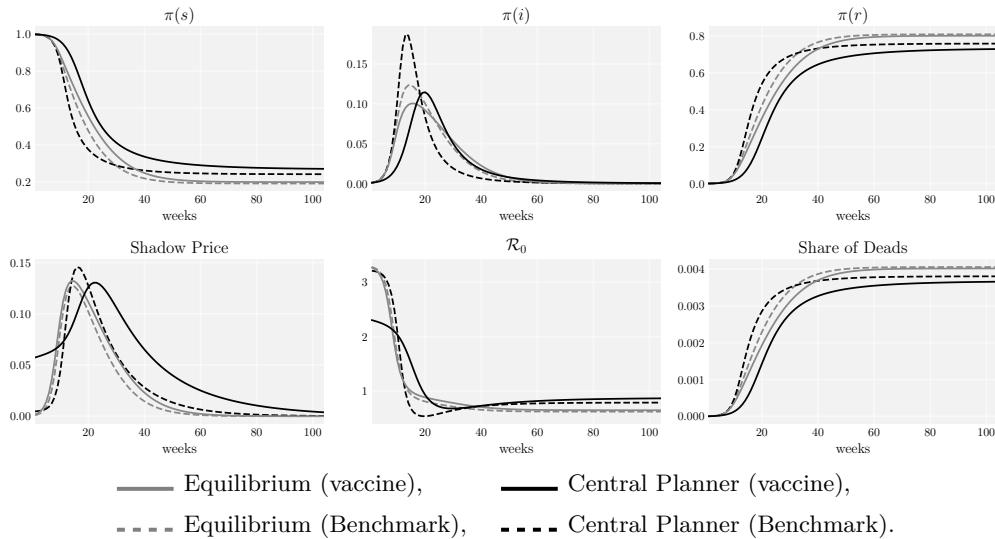 π(s)
π(i)
π(r)
1.0
0.8
0.6
0.4
0.2
20 40 60 80 100
weeks
0.15
0.10
0.05
0.00
20 40 60 80 100
weeks
0.8
0.6
0.4
0.2
0.0
20 40 60 80 100
weeks
Shadow Price
0.15
0.10
0.05
0.00
20 40 60 80 100
weeks
ℛ₀
3
2
1
20 40 60 80 100
weeks
Share of Deads
0.004
0.003
0.002
0.001
0.000
20 40 60 80 100
weeks
Equilibrium (vaccine),
Central Planner (vaccine),
Equilibrium (Benchmark),
Central Planner (Benchmark).